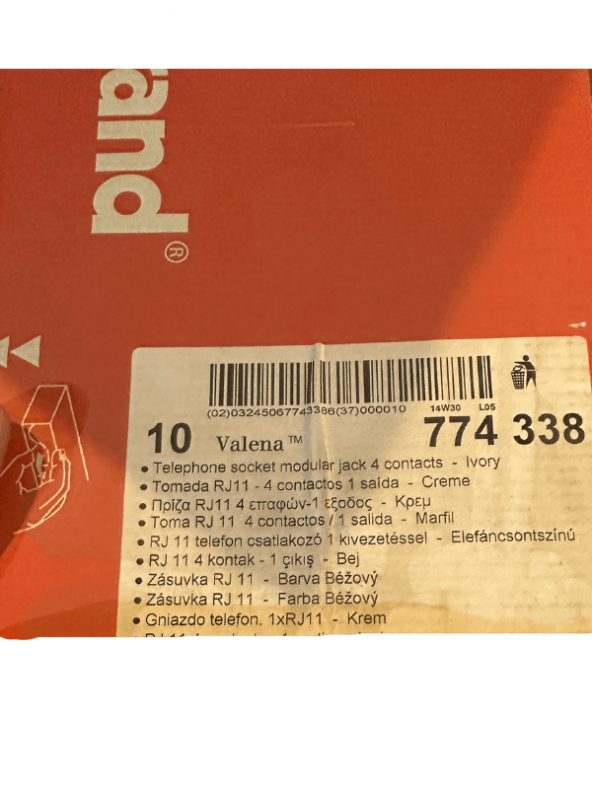 rand®
(02)03245067743386(37)000010 14W30 L05
10 Valena™ 774 338
• Telephone socket modular jack 4 contacts - Ivory
• Tomada RJ11 - 4 contactos 1 saída - Creme
• Πρίζα RJ11 4 επαφών-1 έξοδος - Κρεμ
• Toma RJ 11 4 contactos / 1 salida - Marfil
• RJ 11 telefon csatlakozó 1 kivezetéssel - Elefáncsontszínú
• RJ 11 4 kontak - 1 çıkış - Bej
• Zásuvka RJ 11 - Barva Béžový
• Zásuvka RJ 11 - Farba Béžový
• Gniazdo telefon. 1xRJ11 - Krem